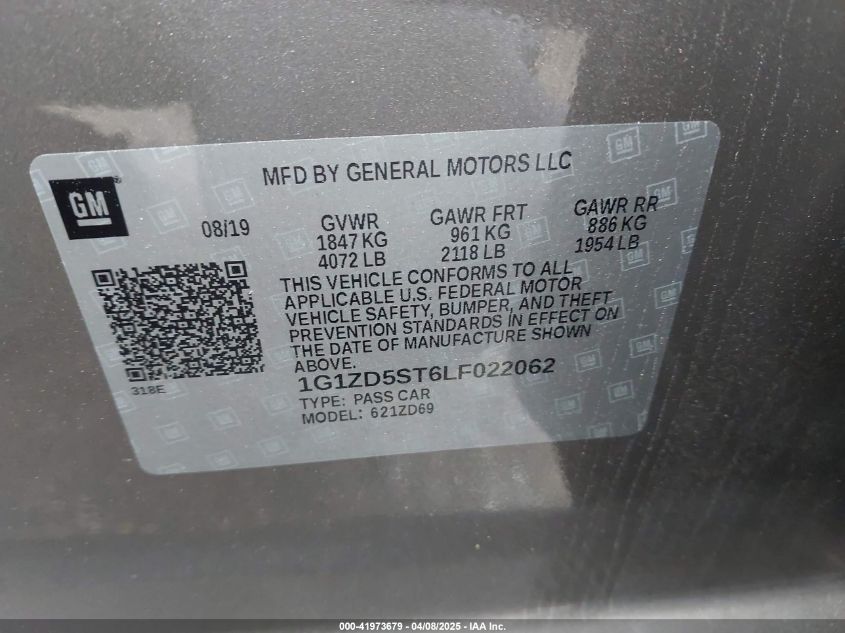 MFD BY GENERAL MOTORS LLC
GM
08/19
GVWR
1847 KG
4072 LB
GAWR FRT
961 KG
2118 LB
GAWR RR
886 KG
1954 LB
THIS VEHICLE CONFORMS TO ALL
APPLICABLE U.S. FEDERAL MOTOR
VEHICLE SAFETY, BUMPER, AND THEFT
PREVENTION STANDARDS IN EFFECT ON
THE DATE OF MANUFACTURE SHOWN
ABOVE.
318E
1G1ZD5ST6LF022062
TYPE: PASS CAR
MODEL: 621ZD69
000-41973679 - 04/08/2025 - IAA Inc.